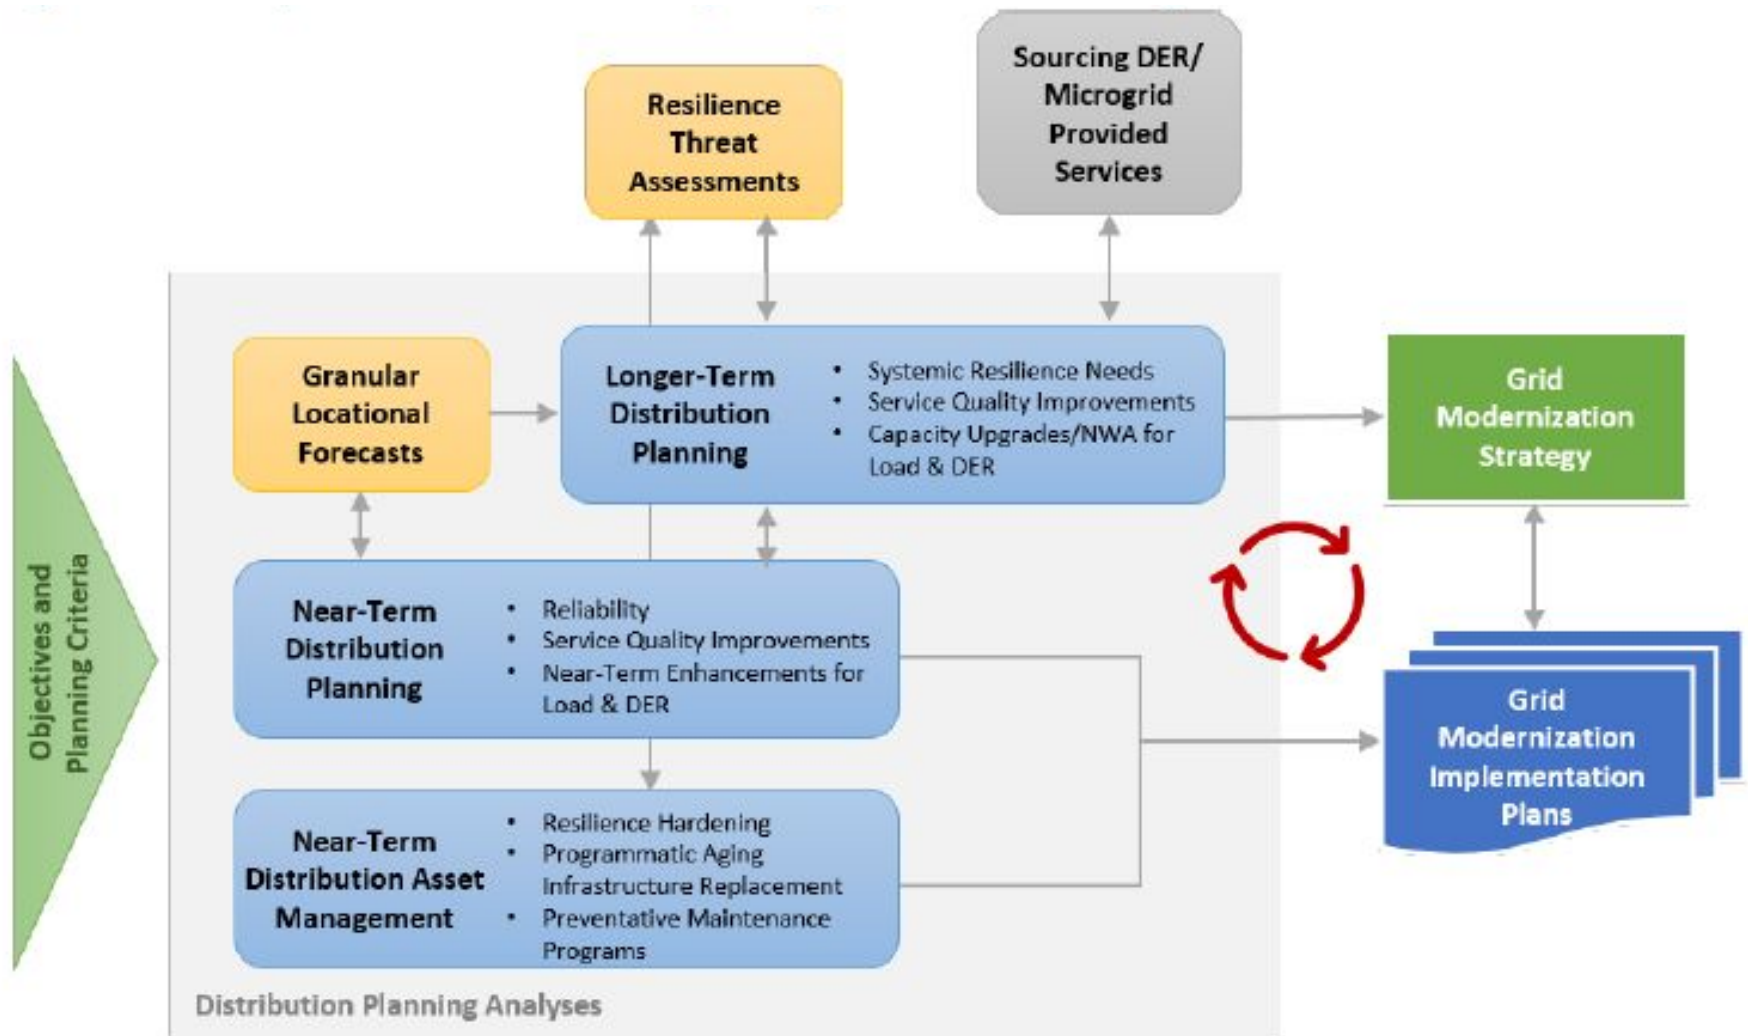 Resilience
Threat
Assessments
Sourcing DER/
Microgrid
Provided
Services
Granular
Locational
Forecasts
Longer-Term
Distribution
Planning
• Systemic Resilience Needs
• Service Quality Improvements
• Capacity Upgrades/NWA for
Load & DER
Grid
Modernization
Strategy
Objectives and
Planning Criteria
Near-Term
Distribution
Planning
• Reliability
• Service Quality Improvements
• Near-Term Enhancements for
Load & DER
Grid
Modernization
Implementation
Plans
Near-Term
Distribution Asset
Management
• Resilience Hardening
• Programmatic Aging
Infrastructure Replacement
• Preventative Maintenance
Programs
Distribution Planning Analyses